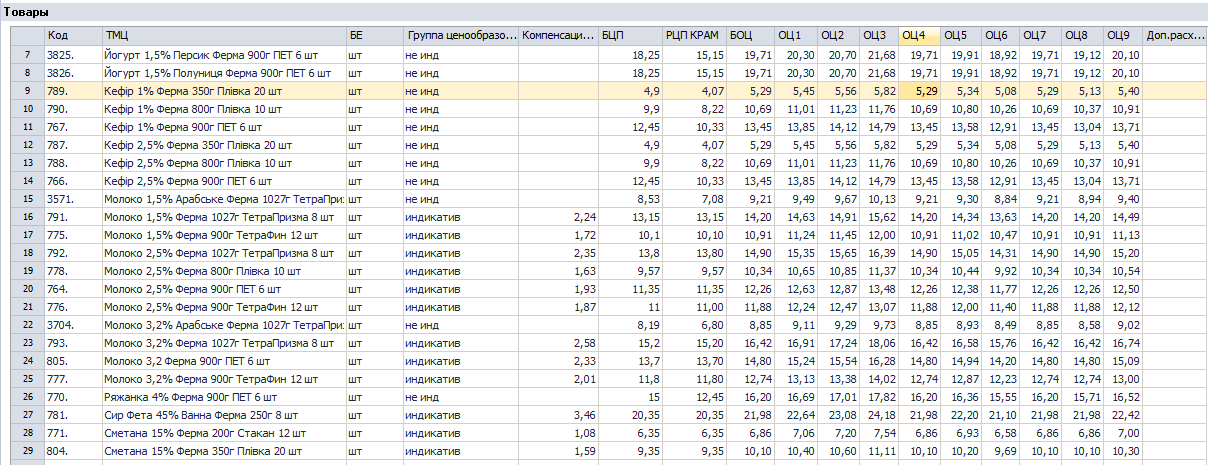 Товары
Код ТМЦ БЕ Группа ценообразо... Компенсаци... БЦП РЦП КРАМ БОЦ ОЦ1 ОЦ2 ОЦ3 ОЦ4 ОЦ5 ОЦ6 ОЦ7 ОЦ8 ОЦ9 Доп.расх...
7 3825. Йогурт 1,5% Персик Ферма 900г ПЕТ 6 шт шт не инд 18,25 15,15 19,71 20,30 20,70 21,68 19,71 19,91 18,92 19,71 19,12 20,10
8 3826. Йогурт 1,5% Полуниця Ферма 900г ПЕТ 6 шт шт не инд 18,25 15,15 19,71 20,30 20,70 21,68 19,71 19,91 18,92 19,71 19,12 20,10
9 789. Кефір 1% Ферма 350г Плівка 20 шт шт не инд 4,9 4,07 5,29 5,45 5,56 5,82 5,29 5,34 5,08 5,29 5,13 5,40
10 790. Кефір 1% Ферма 800г Плівка 10 шт шт не инд 9,9 8,22 10,69 11,01 11,23 11,76 10,69 10,80 10,26 10,69 10,37 10,91
11 767. Кефір 1% Ферма 900г ПЕТ 6 шт шт не инд 12,45 10,33 13,45 13,85 14,12 14,79 13,45 13,58 12,91 13,45 13,04 13,71
12 787. Кефір 2,5% Ферма 350г Плівка 20 шт шт не инд 4,9 4,07 5,29 5,45 5,56 5,82 5,29 5,34 5,08 5,29 5,13 5,40
13 788. Кефір 2,5% Ферма 800г Плівка 10 шт шт не инд 9,9 8,22 10,69 11,01 11,23 11,76 10,69 10,80 10,26 10,69 10,37 10,91
14 766. Кефір 2,5% Ферма 900г ПЕТ 6 шт шт не инд 12,45 10,33 13,45 13,85 14,12 14,79 13,45 13,58 12,91 13,45 13,04 13,71
15 3571. Молоко 1,5% Арабське Ферма 1027г ТетраПриз шт не инд 8,53 7,08 9,21 9,49 9,67 10,13 9,21 9,30 8,84 9,21 8,94 9,40
16 791. Молоко 1,5% Ферма 1027г ТетраПризма 8 шт шт индикатив 2,24 13,15 13,15 14,20 14,63 14,91 15,62 14,20 14,34 13,63 14,20 14,20 14,49
17 775. Молоко 1,5% Ферма 900г ТетраФин 12 шт шт индикатив 1,72 10,1 10,10 10,91 11,24 11,45 12,00 10,91 11,02 10,47 10,91 10,91 11,13
18 792. Молоко 2,5% Ферма 1027г ТетраПризма 8 шт шт индикатив 2,35 13,8 13,80 14,90 15,35 15,65 16,39 14,90 15,05 14,31 14,90 14,90 15,20
19 778. Молоко 2,5% Ферма 800г Плівка 10 шт шт индикатив 1,63 9,57 9,57 10,34 10,65 10,85 11,37 10,34 10,44 9,92 10,34 10,34 10,54
20 764. Молоко 2,5% Ферма 900г ПЕТ 6 шт шт индикатив 1,93 11,35 11,35 12,26 12,63 12,87 13,48 12,26 12,38 11,77 12,26 12,26 12,50
21 776. Молоко 2,5% Ферма 900г ТетраФин 12 шт шт индикатив 1,87 11 11,00 11,88 12,24 12,47 13,07 11,88 12,00 11,40 11,88 11,88 12,12
22 3704. Молоко 3,2% Арабське Ферма 1027г ТетраПриз шт не инд 8,19 6,80 8,85 9,11 9,29 9,73 8,85 8,93 8,49 8,85 8,58 9,02
23 793. Молоко 3,2% Ферма 1027г ТетраПризма 8 шт шт индикатив 2,58 15,2 15,20 16,42 16,91 17,24 18,06 16,42 16,58 15,76 16,42 16,42 16,74
24 805. Молоко 3,2 Ферма 900г ПЕТ 6 шт шт индикатив 2,33 13,7 13,70 14,80 15,24 15,54 16,28 14,80 14,94 14,20 14,80 14,80 15,09
25 777. Молоко 3,2% Ферма 900г ТетраФин 12 шт шт индикатив 2,01 11,8 11,80 12,74 13,13 13,38 14,02 12,74 12,87 12,23 12,74 12,74 13,00
26 770. Ряжанка 4% Ферма 900г ПЕТ 6 шт шт не инд 15 12,45 16,20 16,69 17,01 17,82 16,20 16,36 15,55 16,20 15,71 16,52
27 781. Сир Фета 45% Ванна Ферма 250г 8 шт шт индикатив 3,46 20,35 20,35 21,98 22,64 23,08 24,18 21,98 22,20 21,10 21,98 21,98 22,42
28 771. Сметана 15% Ферма 200г Стакан 12 шт шт индикатив 1,08 6,35 6,35 6,86 7,06 7,20 7,54 6,86 6,93 6,58 6,86 6,86 7,00
29 804. Сметана 15% Ферма 350г Плівка 20 шт шт индикатив 1,59 9,35 9,35 10,10 10,40 10,60 11,11 10,10 10,20 9,69 10,10 10,10 10,30